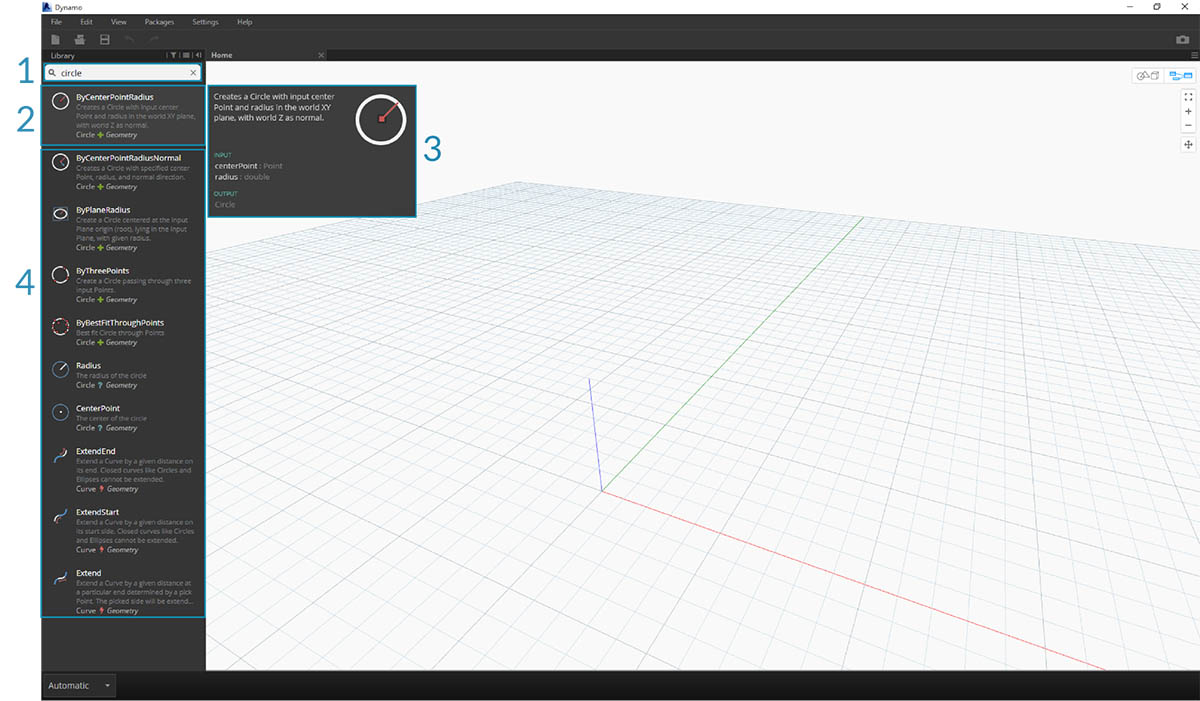 Dynamo
File Edit View Packages Settings Help
Library
Home
1
circle
2
ByCenterPointRadius
Creates a Circle with input center
Point and radius in the world XY plane,
with world Z as normal.
Circle Geometry
Creates a Circle with input center
Point and radius in the world XY
plane, with world Z as normal.
INPUT
centerPoint : Point
radius : double
OUTPUT
Circle
3
4
ByCenterPointRadiusNormal
Creates a Circle with specified center
Point, radius, and normal direction.
Circle Geometry
ByPlaneRadius
Create a Circle centered at the input
Plane origin (root), lying in the input
Plane, with given radius.
Circle Geometry
ByThreePoints
Create a Circle passing through three
input Points.
Circle Geometry
ByBestFitThroughPoints
Best fit Circle through Points
Circle Geometry
Radius
The radius of the circle
Circle ? Geometry
CenterPoint
The center of the circle
Circle ? Geometry
ExtendEnd
Extend a Curve by a given distance on
its end. Closed curves like Circles and
Ellipses cannot be extended.
Curve Geometry
ExtendStart
Extend a Curve by a given distance on
its start side. Closed curves like Circles
and Ellipses cannot be extended.
Curve Geometry
Extend
Extend a Curve by a given distance at
a particular end determined by a pick
Point. The picked side will be extend...
Curve Geometry
Automatic